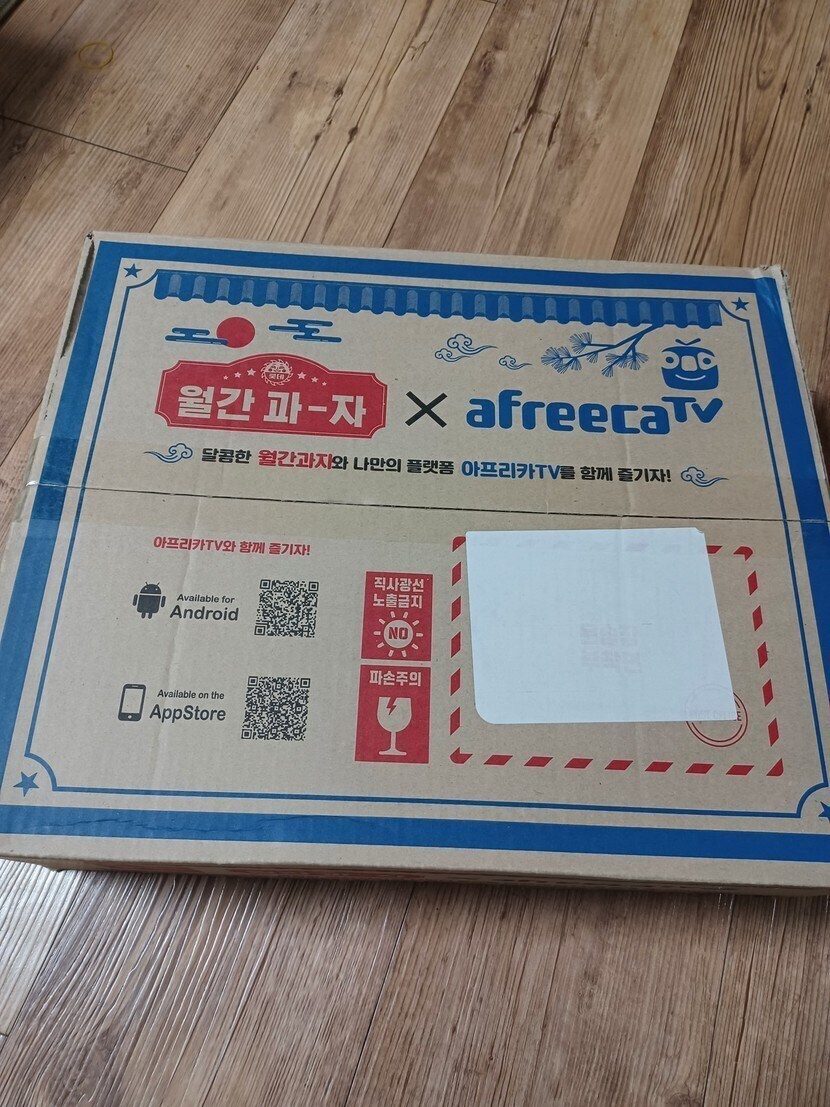 롯데
월간 과-자 X afreecaTV
달콤한 월간과자와 나만의 플랫폼 아프리카TV를 함께 즐기자!
아프리카TV와 함께 즐기자!
Available for
Android
Available on the
AppStore
직사광선
노출금지
NO
파손주의